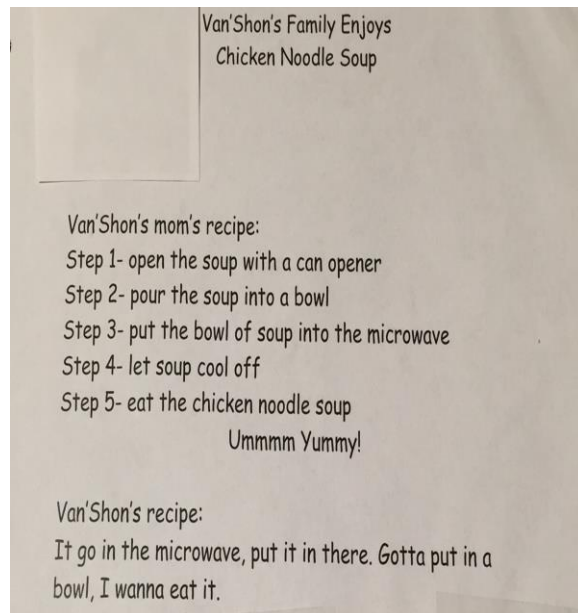 Van'Shon's Family Enjoys
Chicken Noodle Soup
Van'Shon's mom's recipe:
Step 1- open the soup with a can opener
Step 2- pour the soup into a bowl
Step 3- put the bowl of soup into the microwave
Step 4- let soup cool off
Step 5- eat the chicken noodle soup
Ummmm Yummy!
Van'Shon's recipe:
It go in the microwave, put it in there. Gotta put in a
bowl, I wanna eat it.